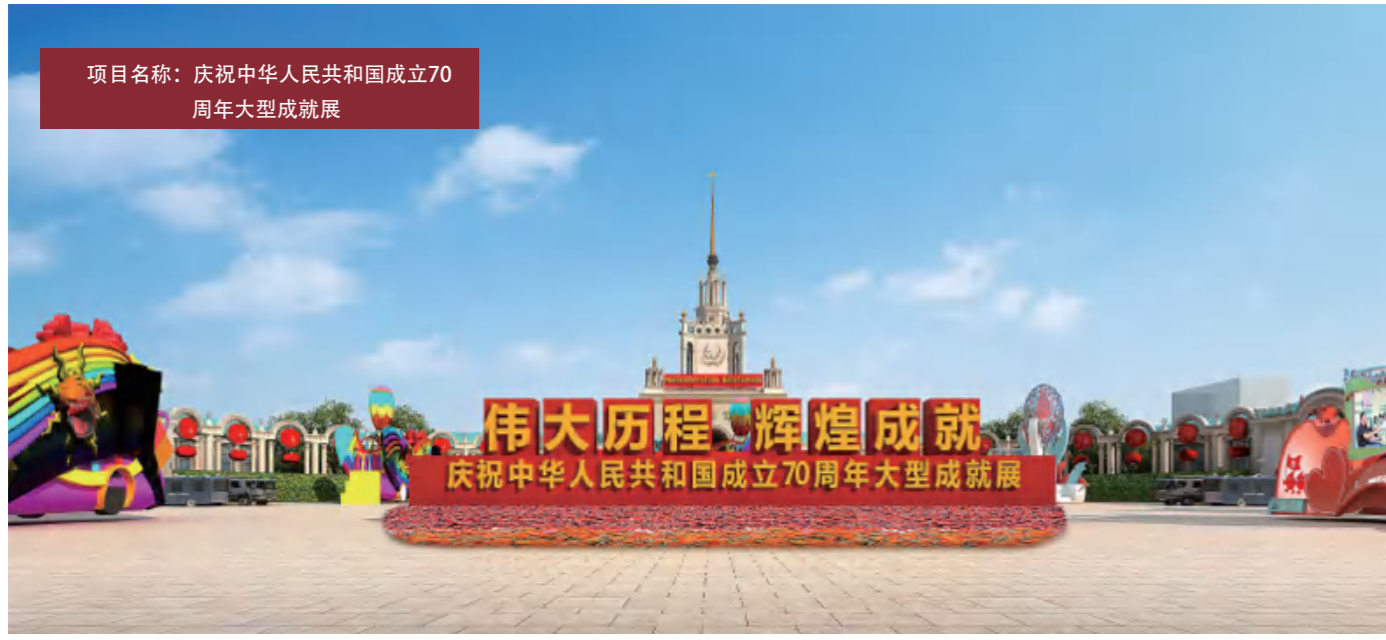 项目名称：庆祝中华人民共和国成立70
周年大型成就展
伟大历程 辉煌成就
庆祝中华人民共和国成立70周年大型成就展